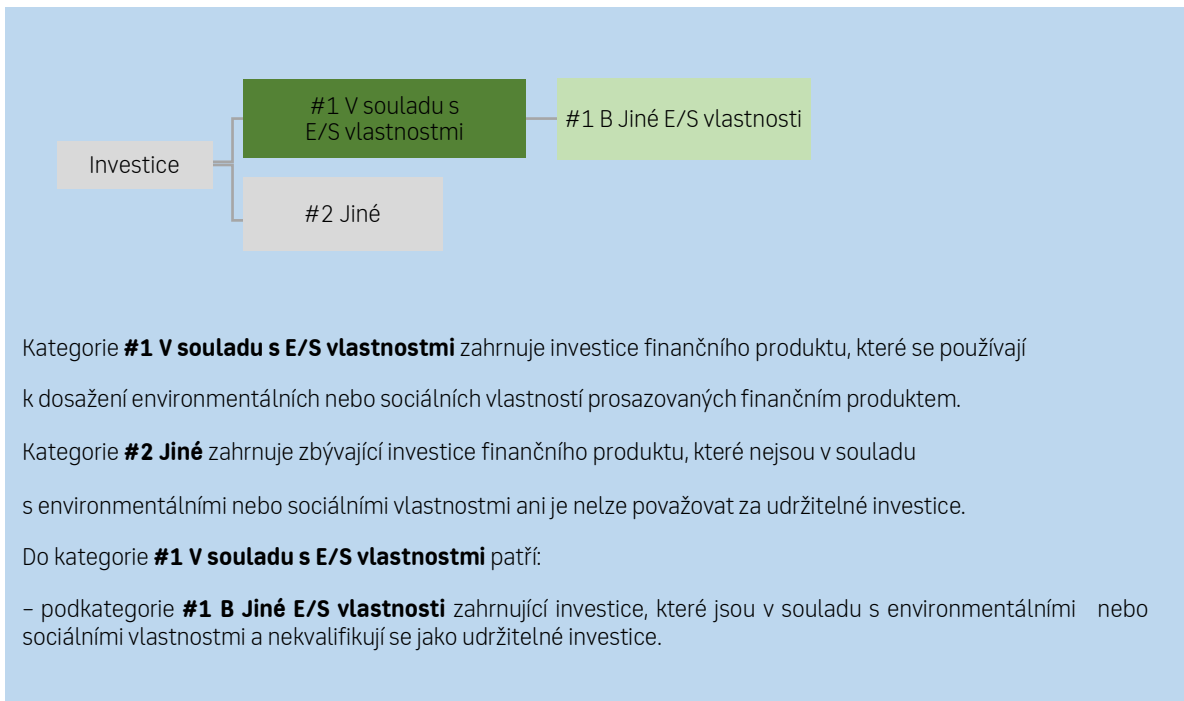 #1 V souladu s
E/S vlastnostmi
#1 B Jiné E/S vlastnosti
Investice
#2 Jiné
Kategorie #1 V souladu s E/S vlastnostmi zahrnuje investice finančního produktu, které se používají
k dosažení environmentálních nebo sociálních vlastností prosazovaných finančním produktem.
Kategorie #2 Jiné zahrnuje zbývající investice finančního produktu, které nejsou v souladu
s environmentálními nebo sociálními vlastnostmi ani je nelze považovat za udržitelné investice.
Do kategorie #1 V souladu s E/S vlastnostmi patří:
– podkategorie #1 B Jiné E/S vlastnosti zahrnující investice, které jsou v souladu s environmentálními nebo
sociálními vlastnostmi a nekvalifikují se jako udržitelné investice.